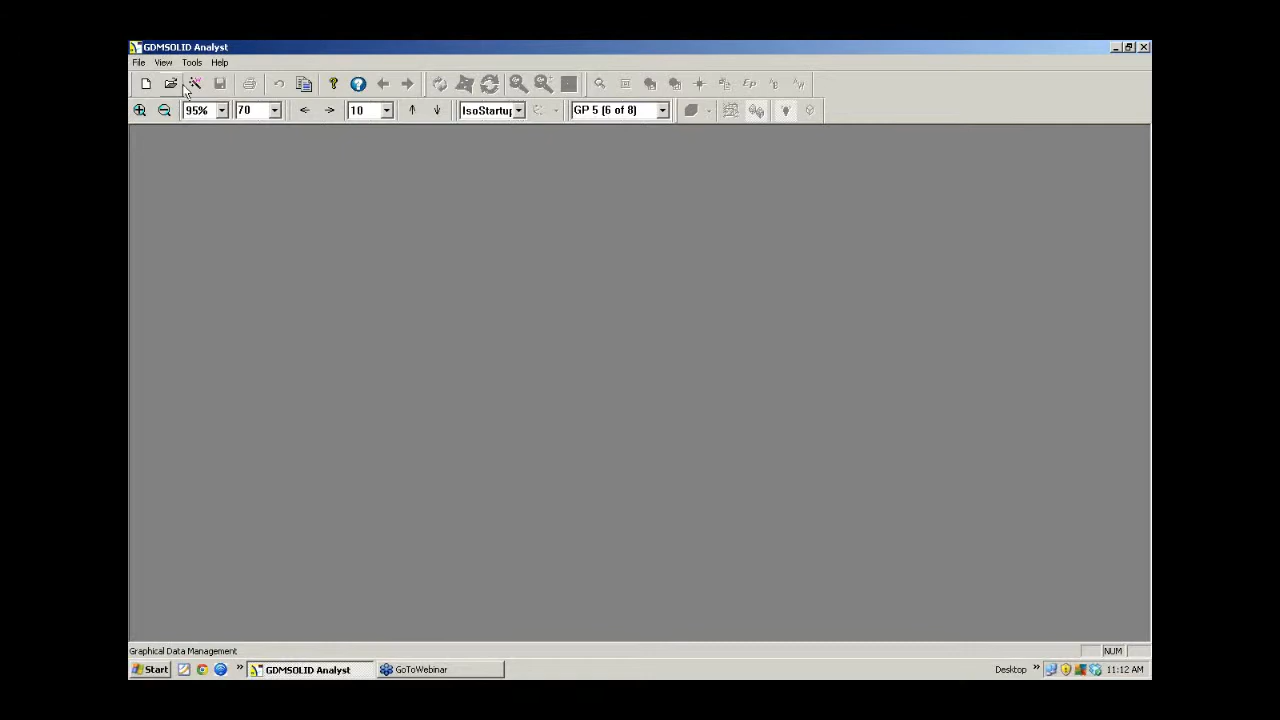 GDMSOLID Analyst
File View Tools Help
95% 70 10 IsoStartu GP 5 [6 of 8]
Graphical Data Management NUM
Start » GDMSOLID Analyst GoToWebinar Desktop » 11:12 AM